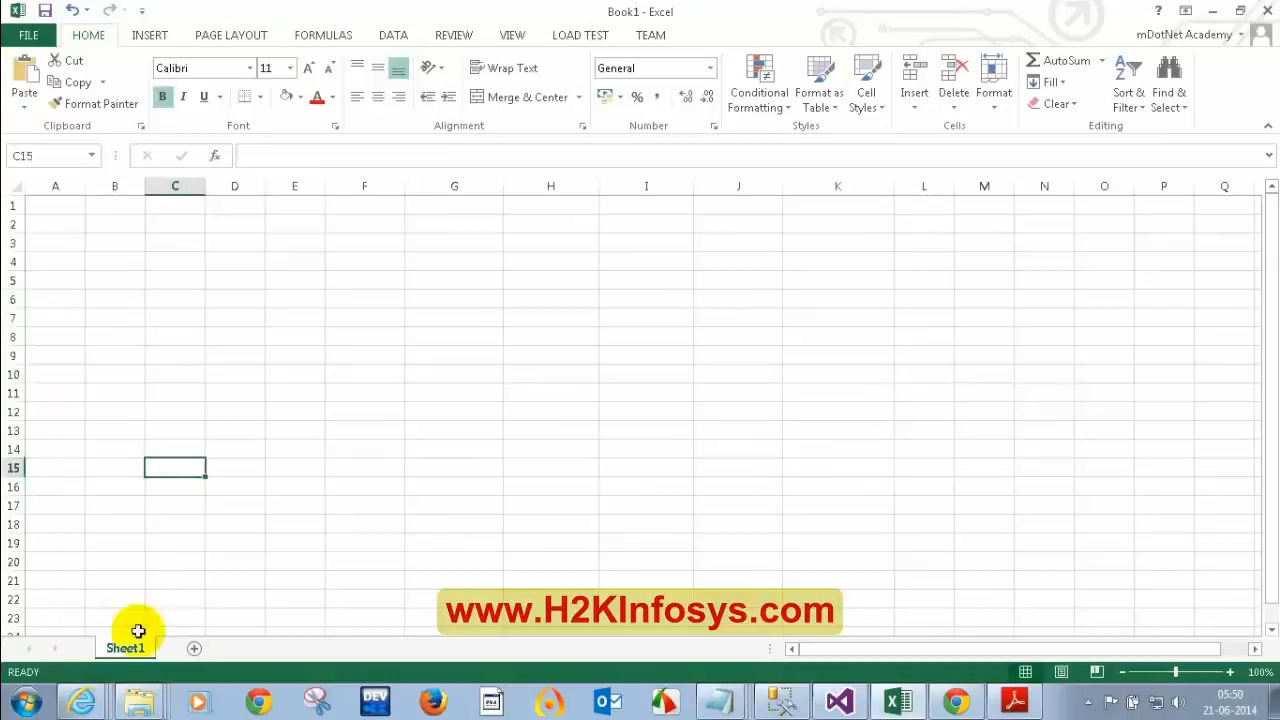 Book1 - Excel
?
FILE HOME INSERT PAGE LAYOUT FORMULAS DATA REVIEW VIEW LOAD TEST TEAM mDotNet Academy
Cut
Copy
Format Painter
Paste
Clipboard
Calibri 11
B I U
Font
Wrap Text
Merge & Center
Alignment
General
%
Number
Conditional Formatting
Format as Table
Cell Styles
Styles
Insert Delete Format
Cells
AutoSum
Fill
Clear
Sort & Filter
Find & Select
Editing
C15 fx
A B C D E F G H I J K L M N O P Q
1
2
3
4
5
6
7
8
9
10
11
12
13
14
15
16
17
18
19
20
21
22
23
www.H2KInfosys.com
Sheet1
READY 100%
DEV
05:50
21-06-2014